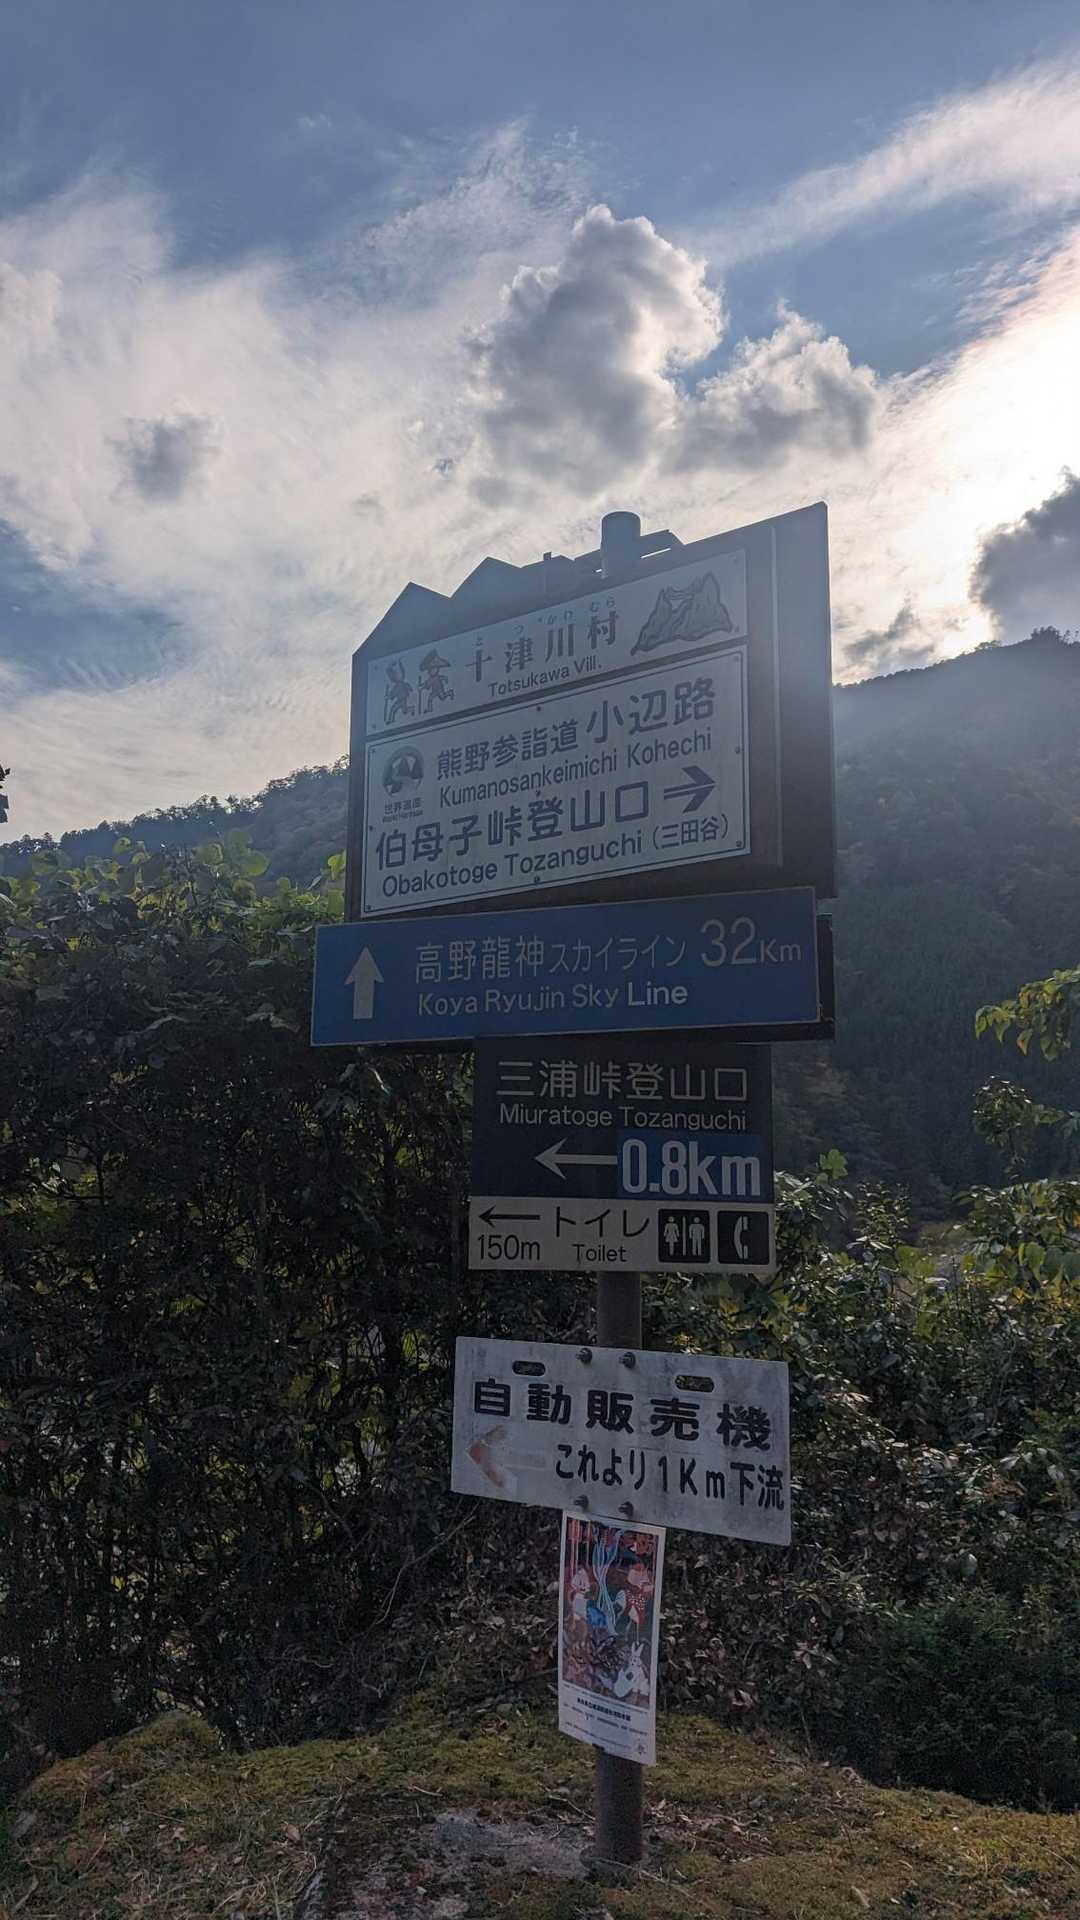 とつかわむら
十津川村
Totsukawa Vill.
熊野参詣道 小辺路
Kumanosankeimichi Kohechi
世界遺産
World Heritage
伯母子峠登山口 →
Obakotoge Tozanguchi (三田谷)
↑ 高野龍神スカイライン 32Km
Koya Ryujin Sky Line
三浦峠登山口
Miuratoge Tozanguchi
← 0.8km
← トイレ
150m Toilet
自動販売機
これより1Km下流